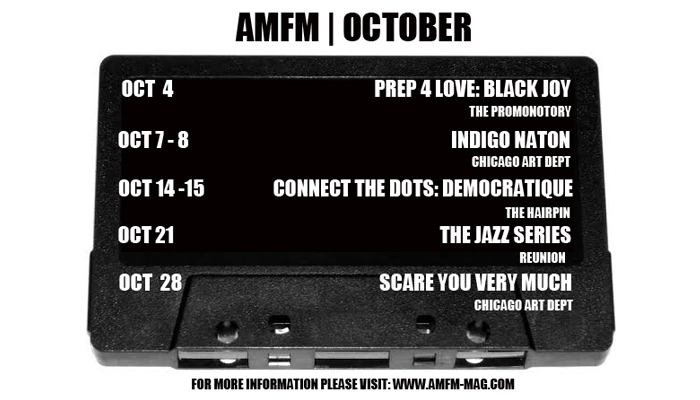 AMFM | OCTOBER
OCT 4 PREP 4 LOVE: BLACK JOY
THE PROMONOTORY
OCT 7 - 8 INDIGO NATON
CHICAGO ART DEPT
OCT 14 -15 CONNECT THE DOTS: DEMOCRATIQUE
THE HAIRPIN
OCT 21 THE JAZZ SERIES
REUNION
OCT 28 SCARE YOU VERY MUCH
CHICAGO ART DEPT
FOR MORE INFORMATION PLEASE VISIT: WWW.AMFM-MAG.COM